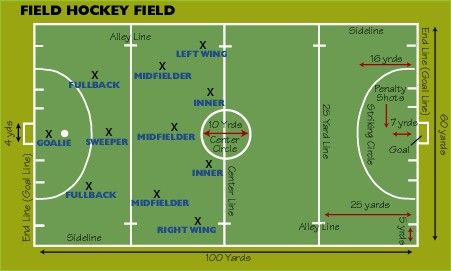 FIELD HOCKEY FIELD
Sideline
Alley Line
LEFT WING
X
X
MIDFIELDER
X
FULLBACK
X
INNER
16 yrds
End Line (Goal Line)
Penalty
Shots
7 yrds
Goal
Striking Circle
25 Yard Line
60 yards
4 yds
X
GOALIE
X
SWEEPER
X
MIDFIELDER
10 Yrds
Center
Circle
X
INNER
Center Line
X
FULLBACK
X
MIDFIELDER
X
RIGHT WING
25 yards
5 yrds
Alley Line
End Line (Goal Line)
Sideline
100 Yards